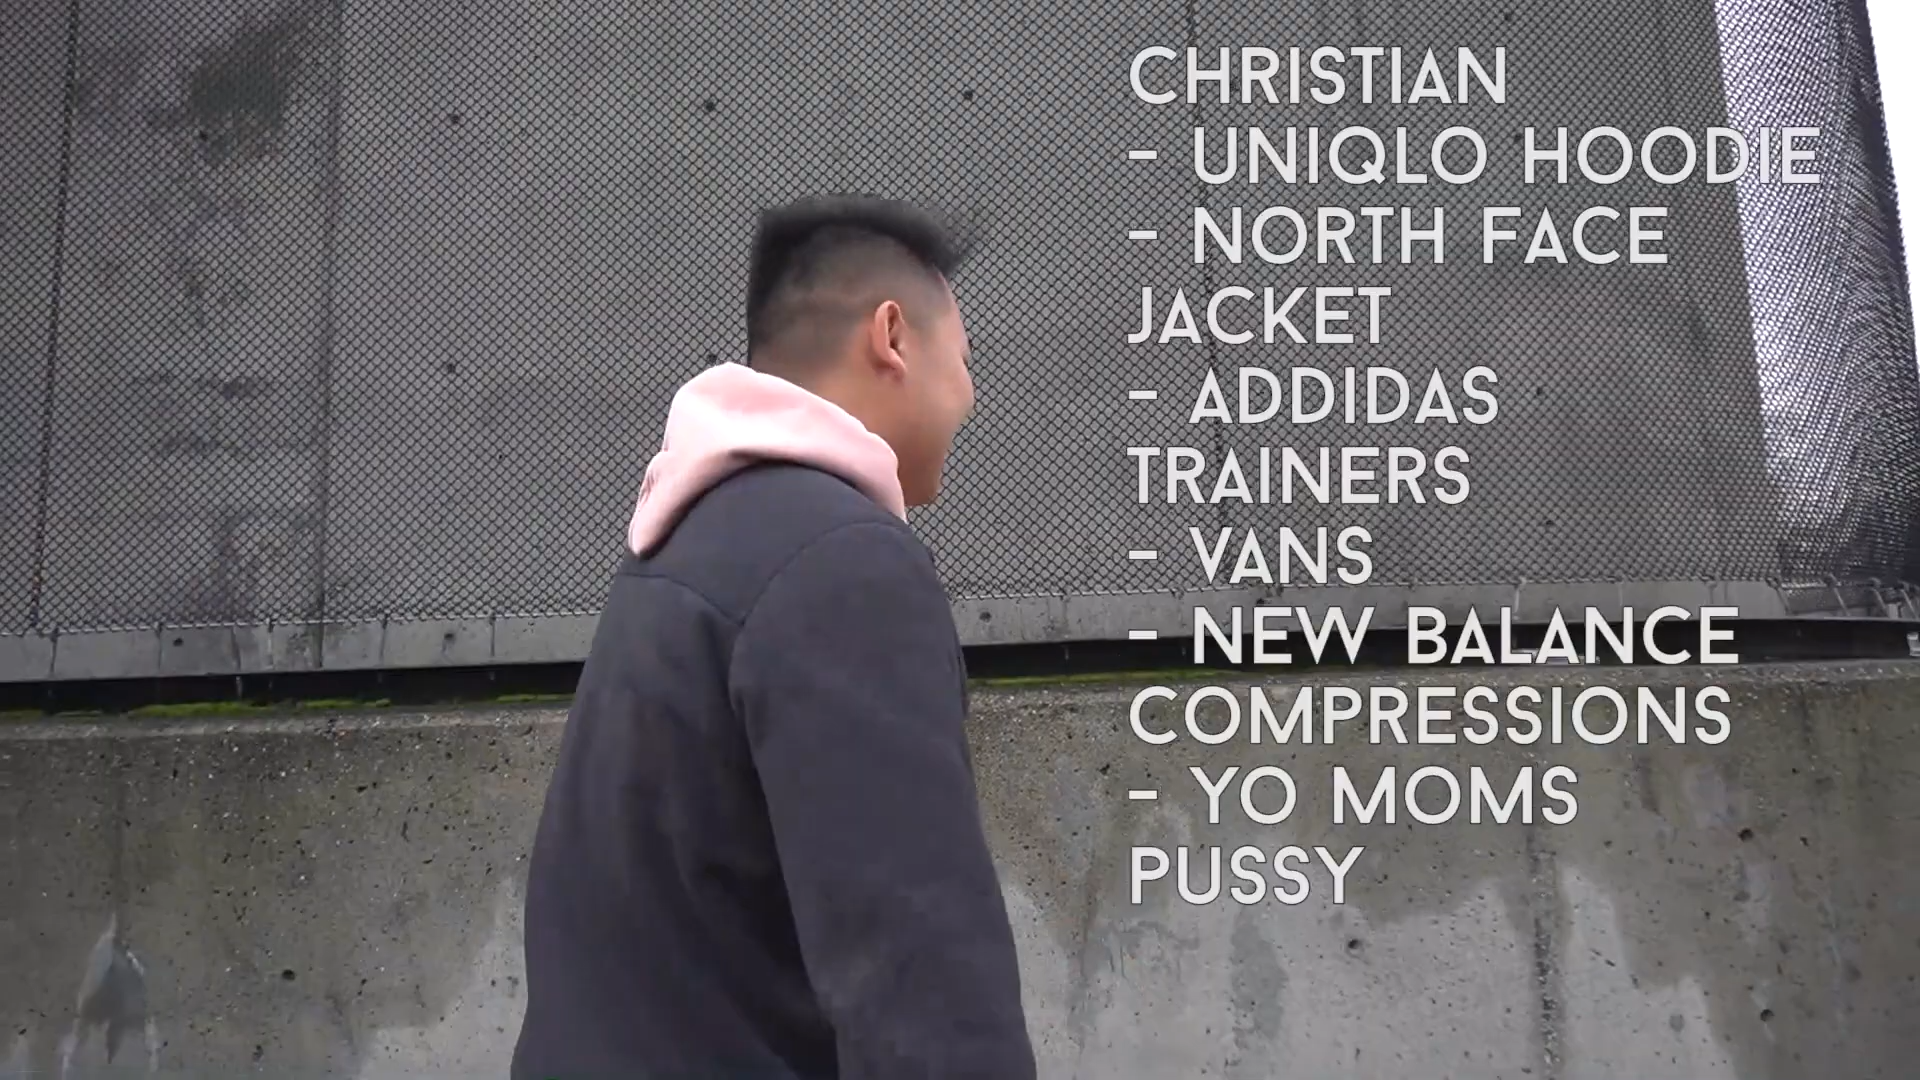 CHRISTIAN
- UNIQLO HOODIE
- NORTH FACE
JACKET
- ADDIDAS
TRAINERS
- VANS
- NEW BALANCE
COMPRESSIONS
- YO MOMS
PUSSY